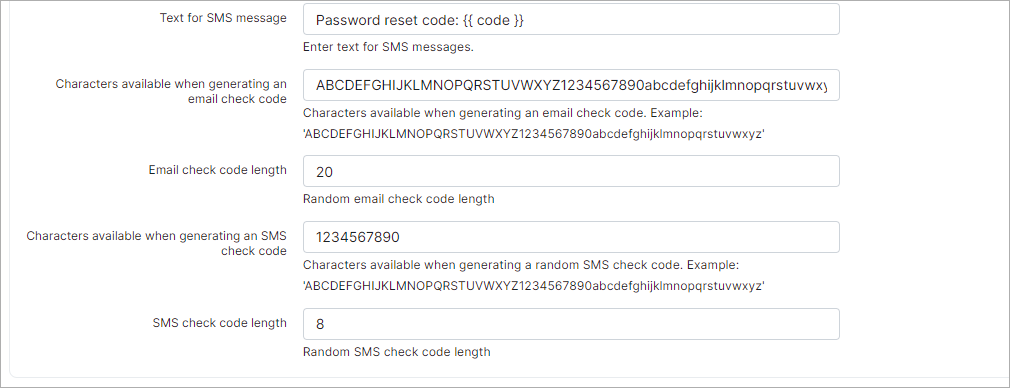 Text for SMS message
Password reset code: {{ code }}
Enter text for SMS messages.
Characters available when generating an
email check code
ABCDEFGHIJKLMNOPQRSTUVWXYZ1234567890abcdefghijklmnopqrstuvwxy
Characters available when generating an email check code. Example:
'ABCDEFGHIJKLMNOPQRSTUVWXYZ1234567890abcdefghijklmnopqrstuvwxyz'
Email check code length
20
Random email check code length
Characters available when generating an SMS
check code
1234567890
Characters available when generating a random SMS check code. Example:
'ABCDEFGHIJKLMNOPQRSTUVWXYZ1234567890abcdefghijklmnopqrstuvwxyz'
SMS check code length
8
Random SMS check code length